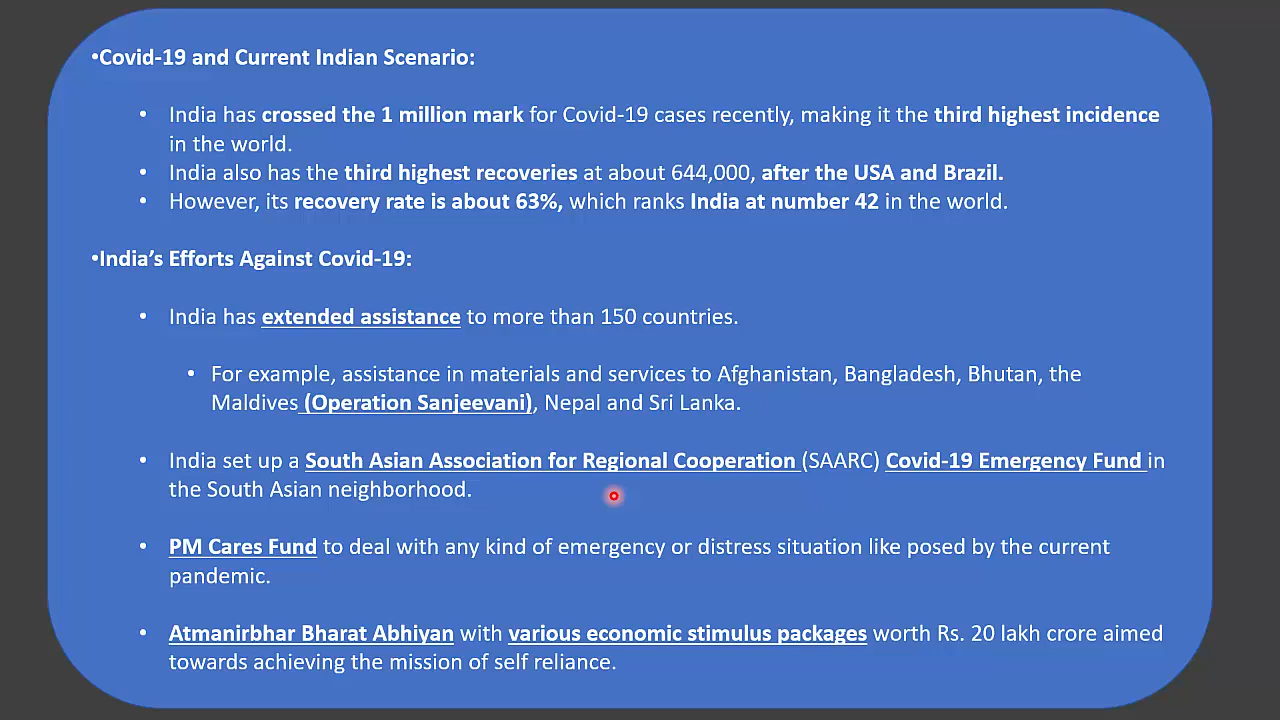 •Covid-19 and Current Indian Scenario:
• India has crossed the 1 million mark for Covid-19 cases recently, making it the third highest incidence
in the world.
• India also has the third highest recoveries at about 644,000, after the USA and Brazil.
• However, its recovery rate is about 63%, which ranks India at number 42 in the world.
•India’s Efforts Against Covid-19:
• India has extended assistance to more than 150 countries.
• For example, assistance in materials and services to Afghanistan, Bangladesh, Bhutan, the
Maldives (Operation Sanjeevani), Nepal and Sri Lanka.
• India set up a South Asian Association for Regional Cooperation (SAARC) Covid-19 Emergency Fund in
the South Asian neighborhood.
• PM Cares Fund to deal with any kind of emergency or distress situation like posed by the current
pandemic.
• Atmanirbhar Bharat Abhiyan with various economic stimulus packages worth Rs. 20 lakh crore aimed
towards achieving the mission of self reliance.